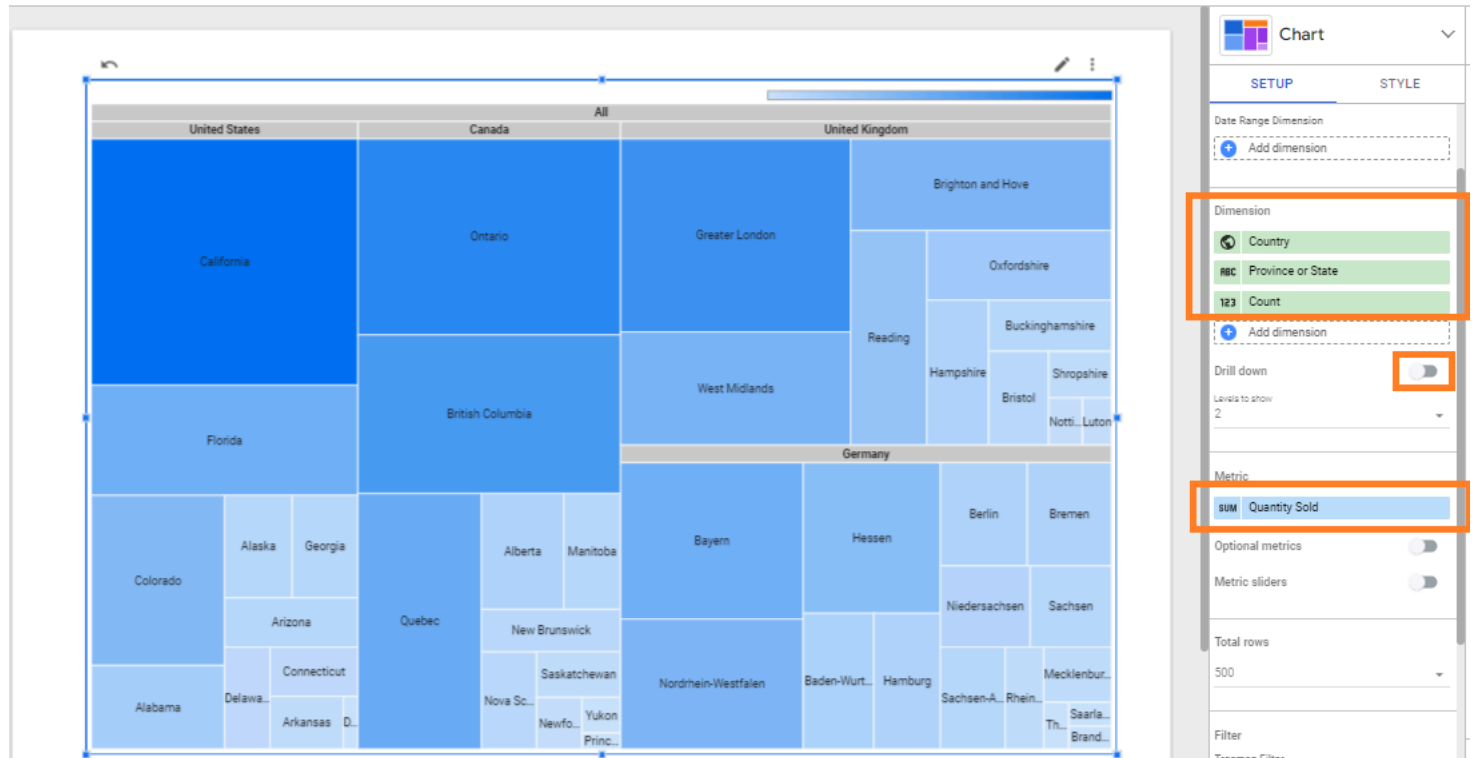 All
United States
Canada
United Kingdom
California
Florida
Colorado
Alaska
Georgia
Arizona
Alabama
Delawa...
Connecticut
Arkansas
D...
Ontario
British Columbia
Quebec
Alberta
Manitoba
New Brunswick
Nova Sc...
Saskatchewan
Newfo...
Yukon
Princ...
Greater London
Brighton and Hove
West Midlands
Reading
Oxfordshire
Hampshire
Buckinghamshire
Bristol
Shropshire
Notti...
Luton
Germany
Bayern
Hessen
Berlin
Bremen
Nordrhein-Westfalen
Niedersachsen
Sachsen
Baden-Wurt...
Hamburg
Sachsen-A...
Rhein...
Mecklenbur...
Th...
Saarla...
Brand...
Chart
SETUP
STYLE
Date Range Dimension
Add dimension
Dimension
Country
ABC Province or State
123 Count
Add dimension
Drill down
Levels to show
2
Metric
SUM Quantity Sold
Optional metrics
Metric sliders
Total rows
500
Filter